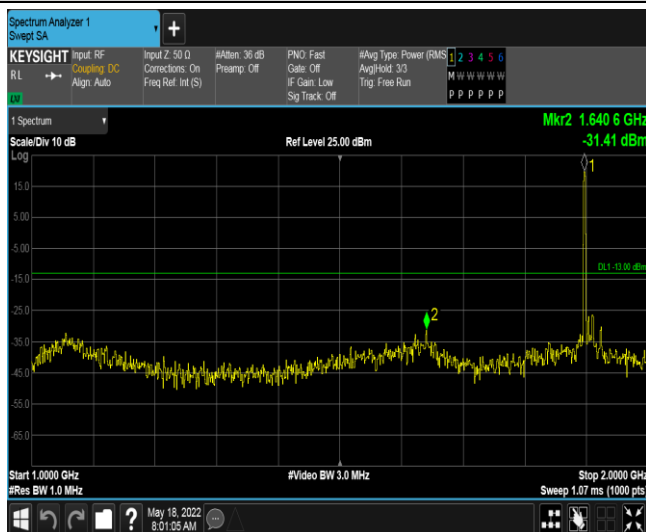 Spectrum Analyzer 1
Swept SA
+
KEYSIGHT
RL
Input: RF
Coupling: DC
Align: Auto
Input Z: 50 Ω
Corrections: On
Freq Ref: Int (S)
#Atten: 36 dB
Preamp: Off
PNO: Fast
Gate: Off
IF Gain: Low
Sig Track: Off
#Avg Type: Power (RMS
Avg|Hold: 3/3
Trig: Free Run
1 2 3 4 5 6
M W W W W W
P P P P P P
1 Spectrum
Mkr2 1.640 6 GHz
-31.41 dBm
Scale/Div 10 dB
Ref Level 25.00 dBm
Log
1
15.0
5.00
-5.00
DL1 -13.00 dBm
-15.0
-25.0
2
-35.0
-45.0
-55.0
-65.0
Start 1.0000 GHz
#Video BW 3.0 MHz
Stop 2.0000 GHz
#Res BW 1.0 MHz
Sweep 1.07 ms (1000 pts)
?
May 18, 2022
8:01:05 AM